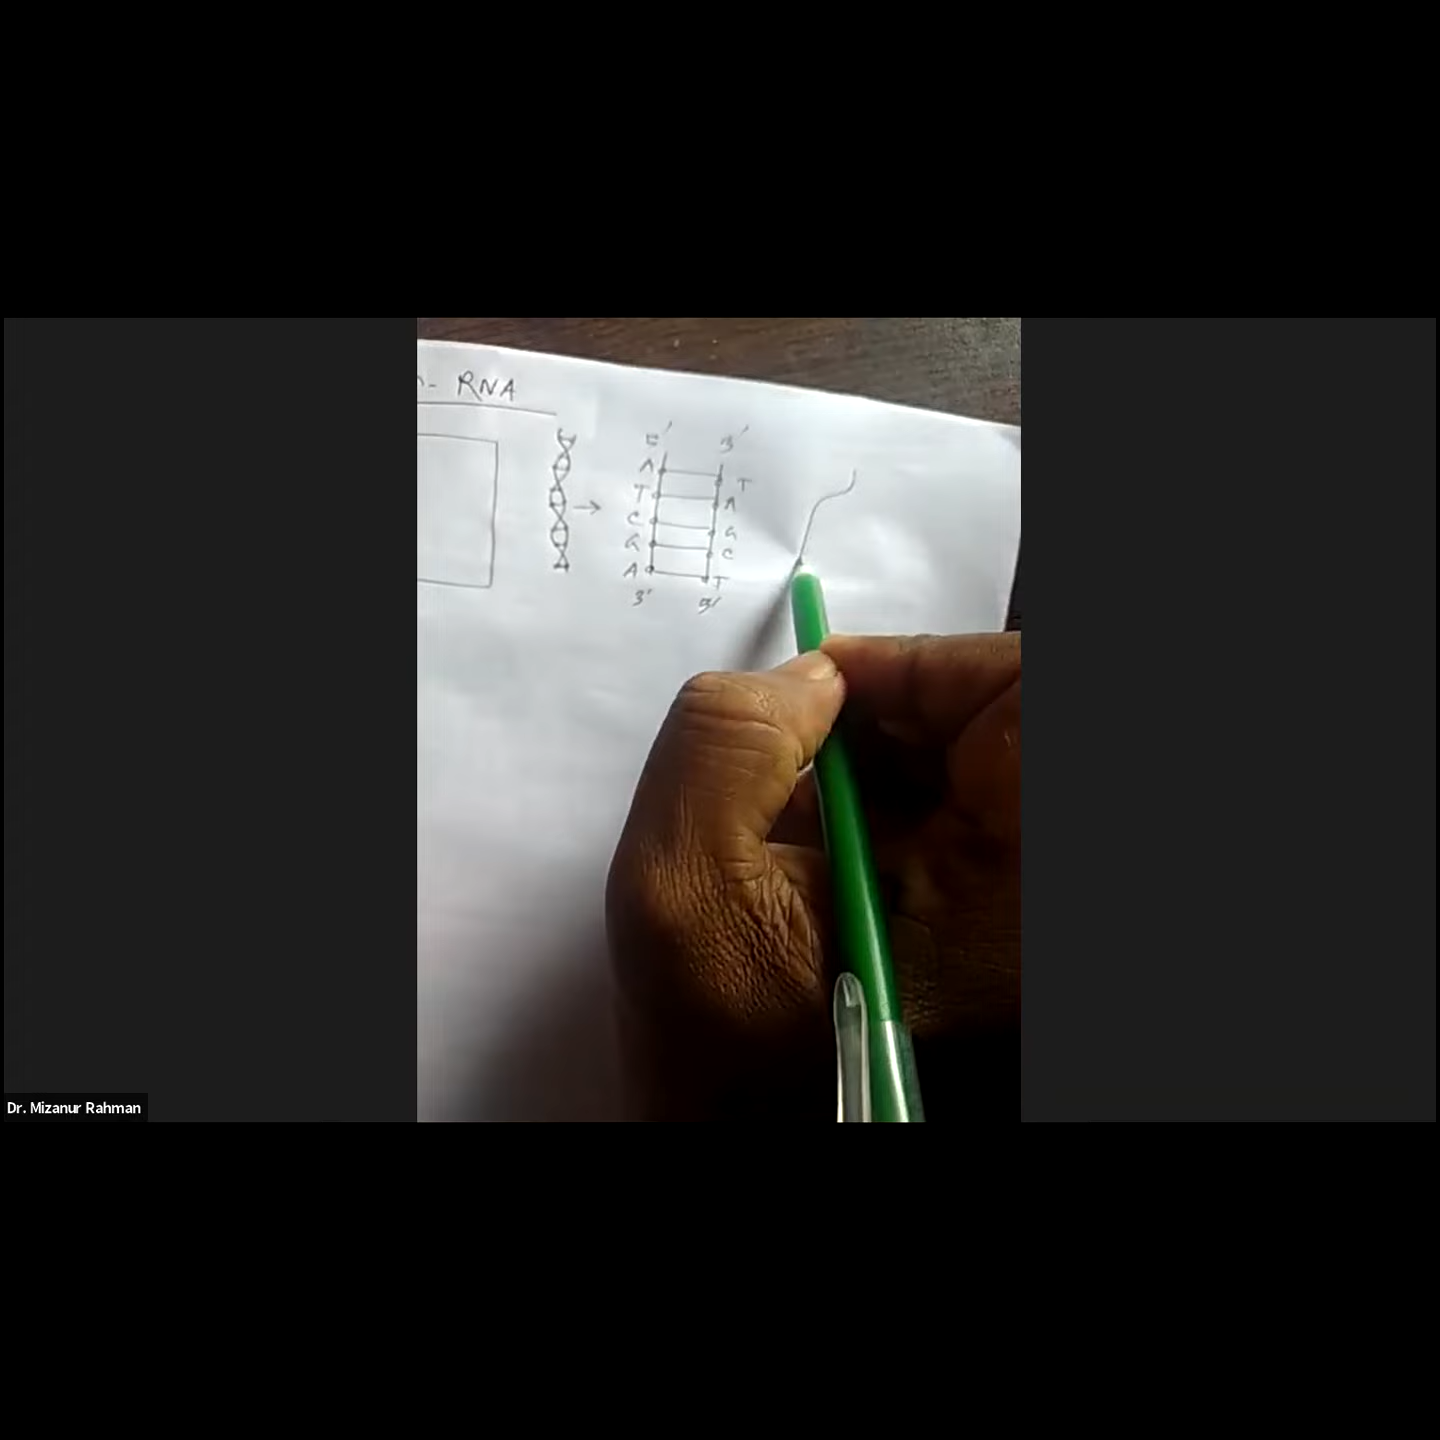 - RNA
5' 3'
A T
T A
C G
G C
A T
3' 5'
Dr. Mizanur Rahman